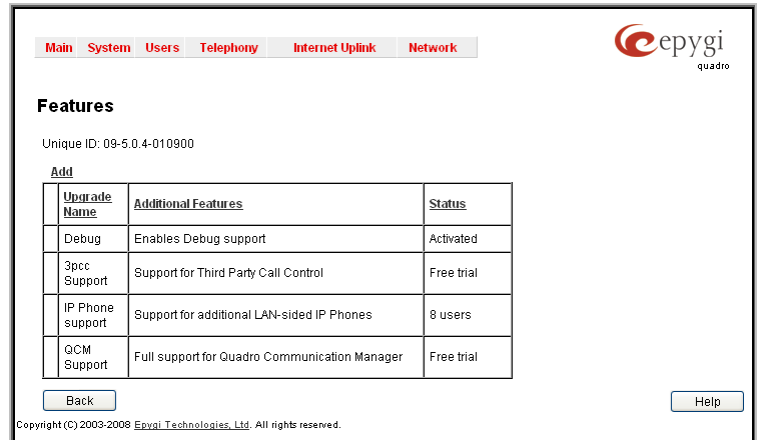 Main System Users Telephony Internet Uplink Network
epygi
quadro
Features
Unique ID: 09-5.0.4-010900
Add
Upgrade Name Additional Features Status
Debug Enables Debug support Activated
3pcc Support Support for Third Party Call Control Free trial
IP Phone support Support for additional LAN-sided IP Phones 8 users
QCM Support Full support for Quadro Communication Manager Free trial
Back Help
Copyright (C) 2003-2008 Epygi Technologies, Ltd. All rights reserved.